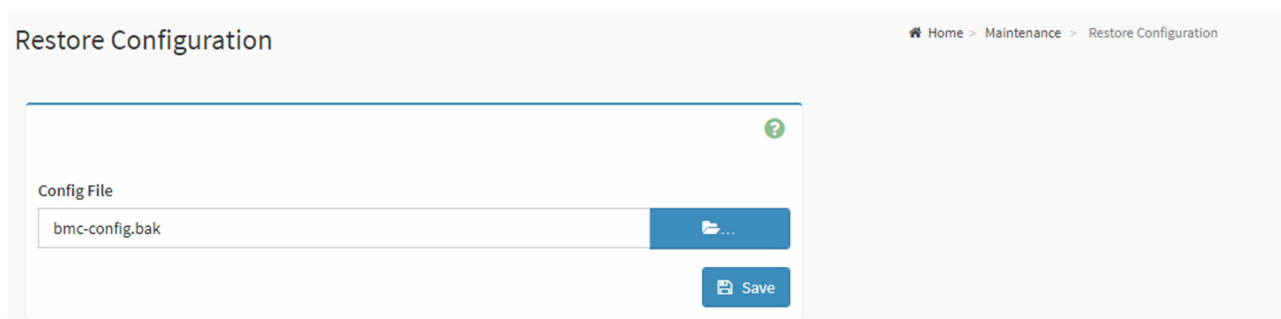 Restore Configuration
Home > Maintenance > Restore Configuration
?
Config File
bmc-config.bak
...
Save